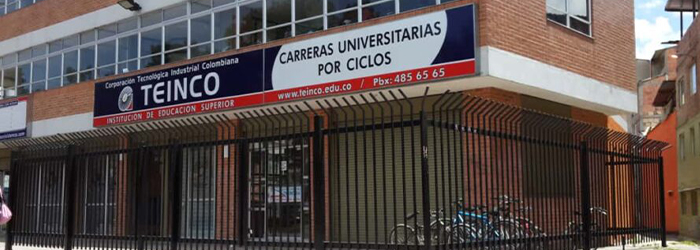 Corporación Tecnológica Industrial Colombiana
TEINCO
INSTITUCIÓN DE EDUCACIÓN SUPERIOR
CARRERAS UNIVERSITARIAS
POR CICLOS
www.teinco.edu.co / Pbx: 485 65 65